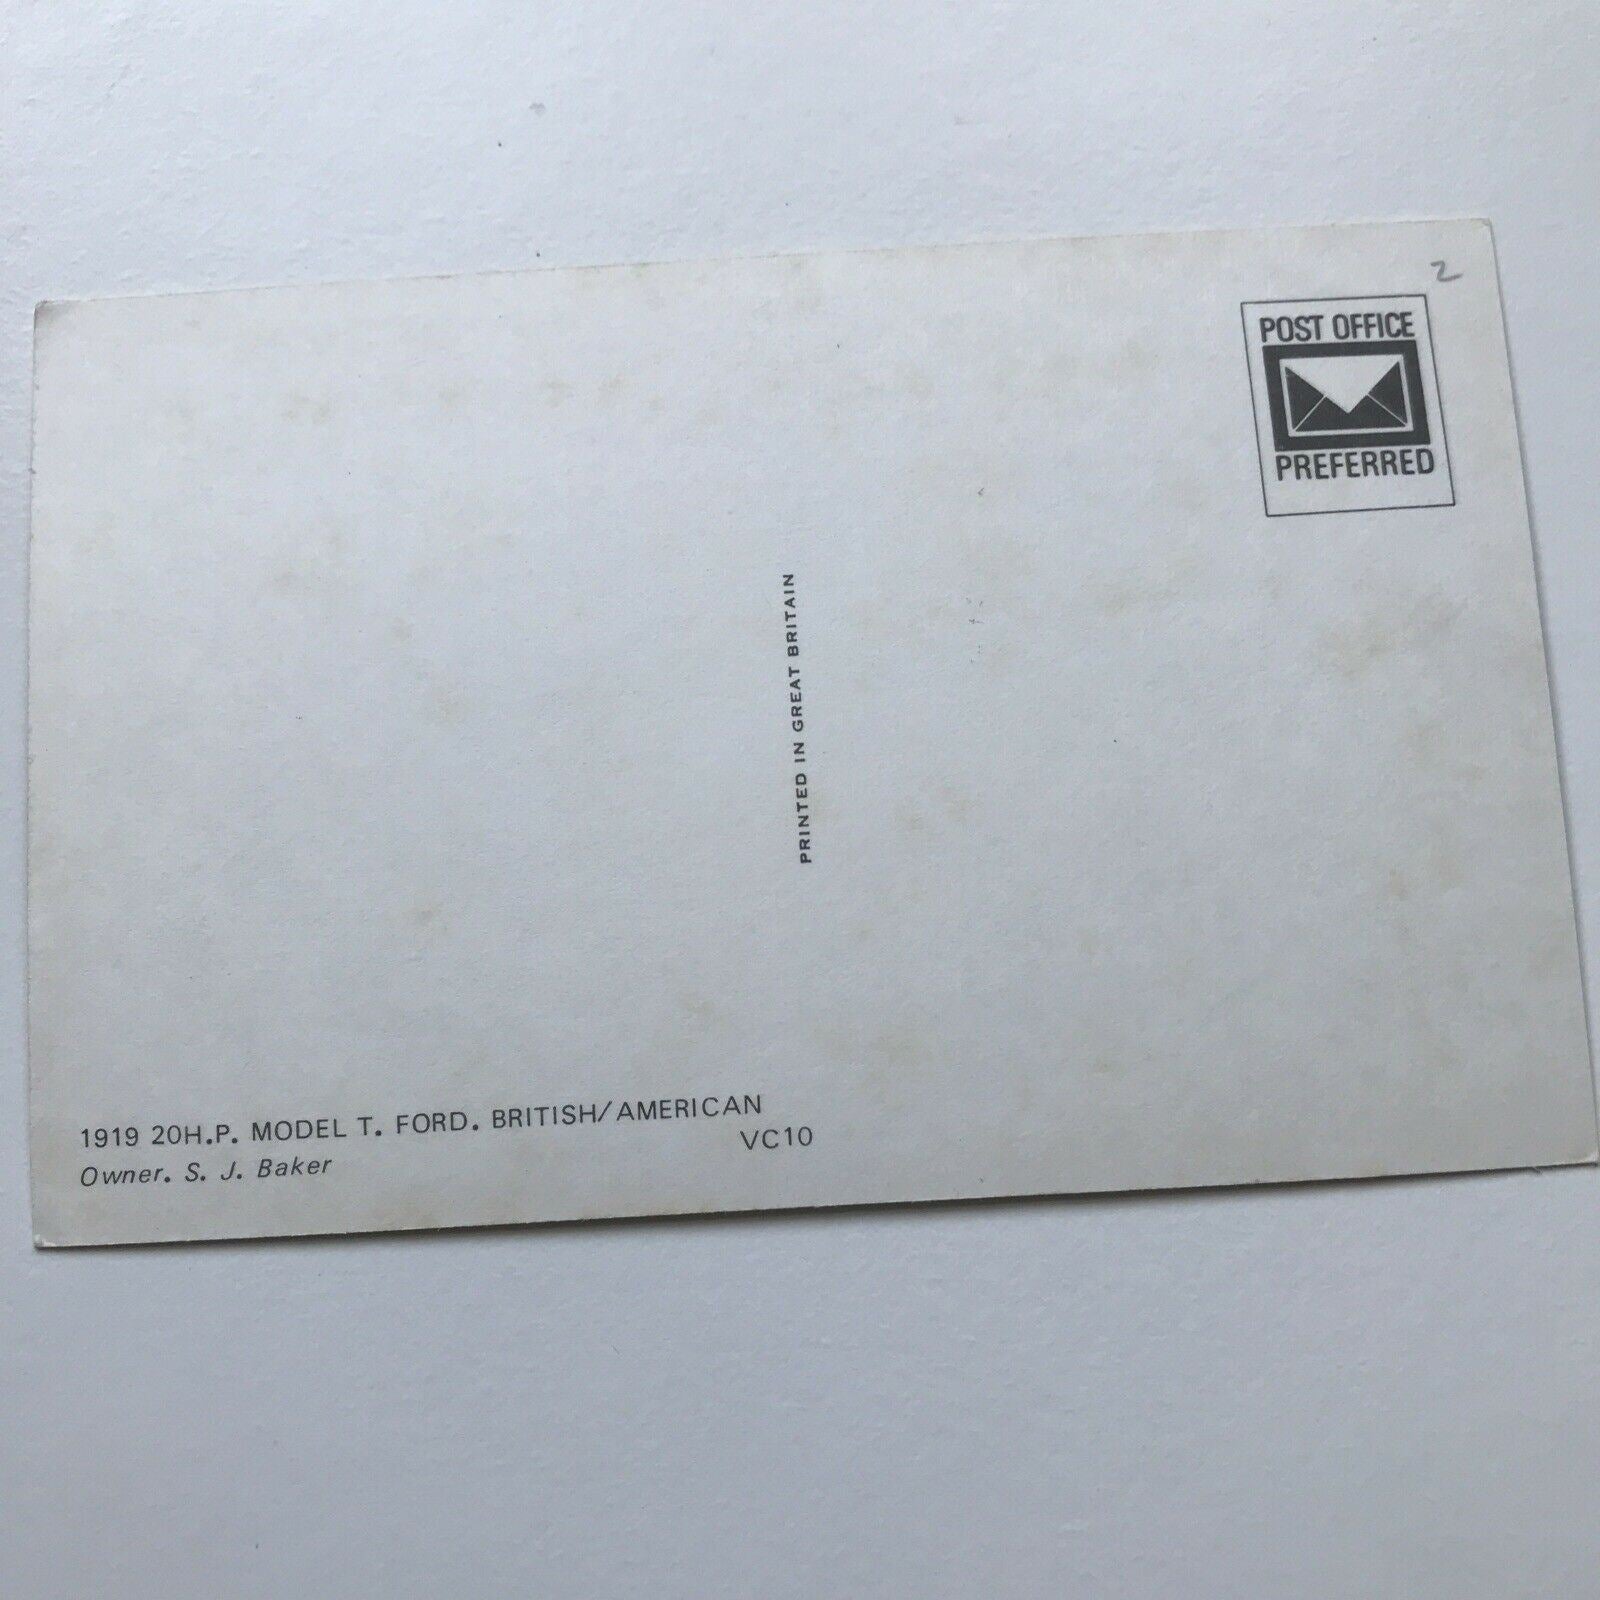 2
POST OFFICE
PREFERRED
PRINTED IN GREAT BRITAIN
1919 20H.P. MODEL T. FORD. BRITISH/AMERICAN
VC10
Owner. S. J. Baker